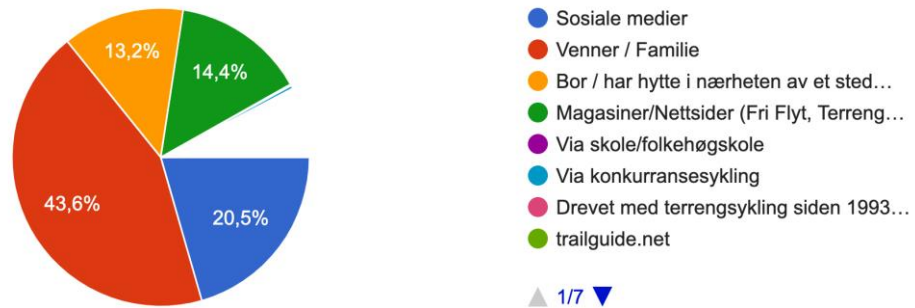 13,2%
14,4%
43,6%
20,5%
Sosiale medier
Venner / Familie
Bor / har hytte i nærheten av et sted…
Magasiner/Nettsider (Fri Flyt, Terreng…
Via skole/folkehøgskole
Via konkurransesykling
Drevet med terrengsykling siden 1993…
trailguide.net
1/7